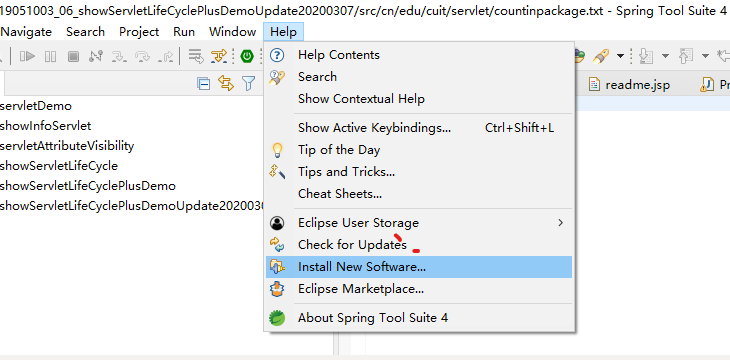 19051003_06_showServletLifeCyclePlusDemoUpdate20200307/src/cn/edu/cuit/servlet/countinpackage.txt - Spring Tool Suite 4
Navigate Search Project Run Window Help
readme.jsp
servletDemo
showInfoServlet
servletAttributeVisibility
showServletLifeCycle
showServletLifeCyclePlusDemo
showServletLifeCyclePlusDemoUpdate2020030
Help Contents
Search
Show Contextual Help
Show Active Keybindings... Ctrl+Shift+L
Tip of the Day
Tips and Tricks...
Cheat Sheets...
Eclipse User Storage
Check for Updates
Install New Software...
Eclipse Marketplace...
About Spring Tool Suite 4